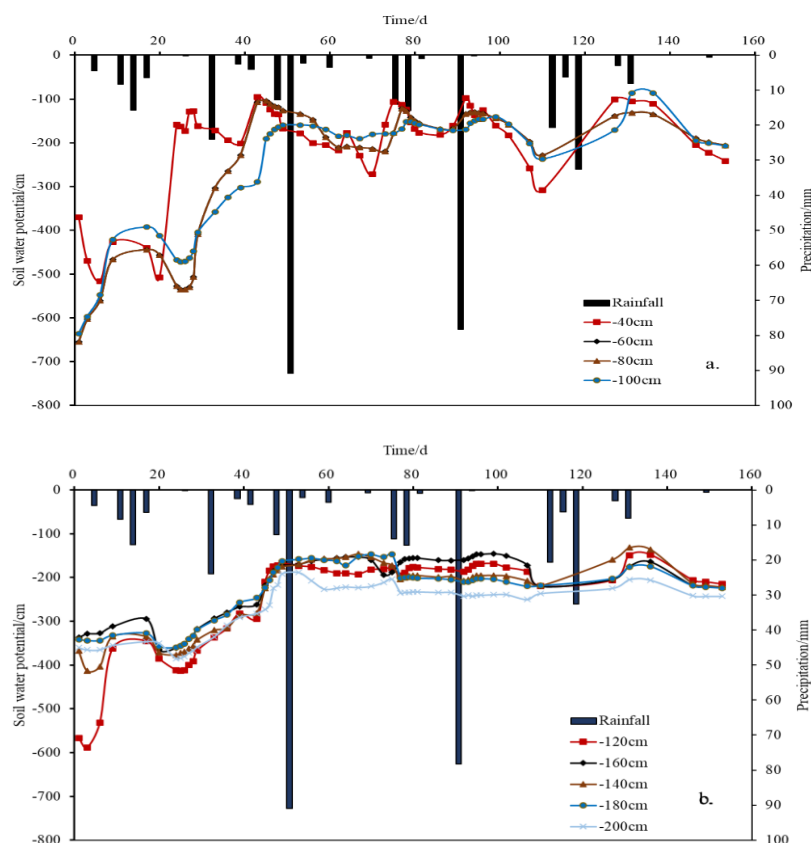 Time/d
0 20 40 60 80 100 120 140 160
Soil water potential/cm
0
-100
-200
-300
-400
-500
-600
-700
-800
Precipitation/mm
0
10
20
30
40
50
60
70
80
90
100
Rainfall
-40cm
-60cm
-80cm
-100cm
a.
Time/d
0 20 40 60 80 100 120 140 160
Soil water potential/cm
0
-100
-200
-300
-400
-500
-600
-700
-800
Precipitation/mm
0
10
20
30
40
50
60
70
80
90
100
Rainfall
-120cm
-160cm
-140cm
-180cm
-200cm
b.